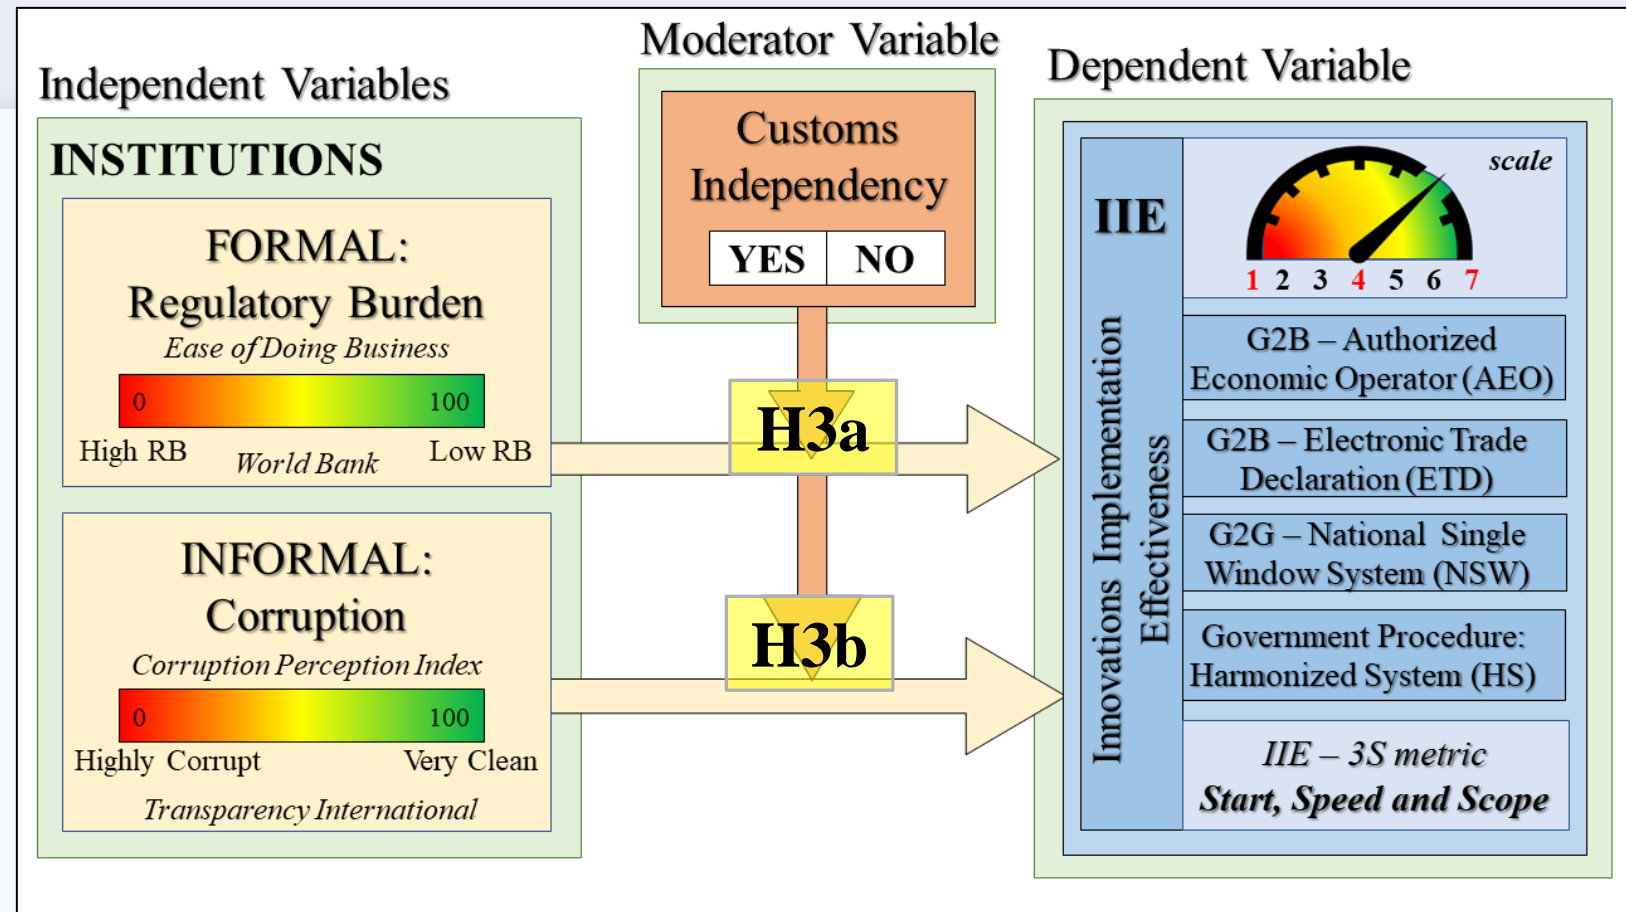 Independent Variables
INSTITUTIONS
FORMAL:
Regulatory Burden
Ease of Doing Business
0 100
High RB Low RB
World Bank
INFORMAL:
Corruption
Corruption Perception Index
0 100
Highly Corrupt Very Clean
Transparency International
Moderator Variable
Customs
Independency
YES NO
H3a
H3b
Dependent Variable
IIE
Innovations Implementation
Effectiveness
scale
1 2 3 4 5 6 7
G2B – Authorized
Economic Operator (AEO)
G2B – Electronic Trade
Declaration (ETD)
G2G – National Single
Window System (NSW)
Government Procedure:
Harmonized System (HS)
IIE – 3S metric
Start, Speed and Scope